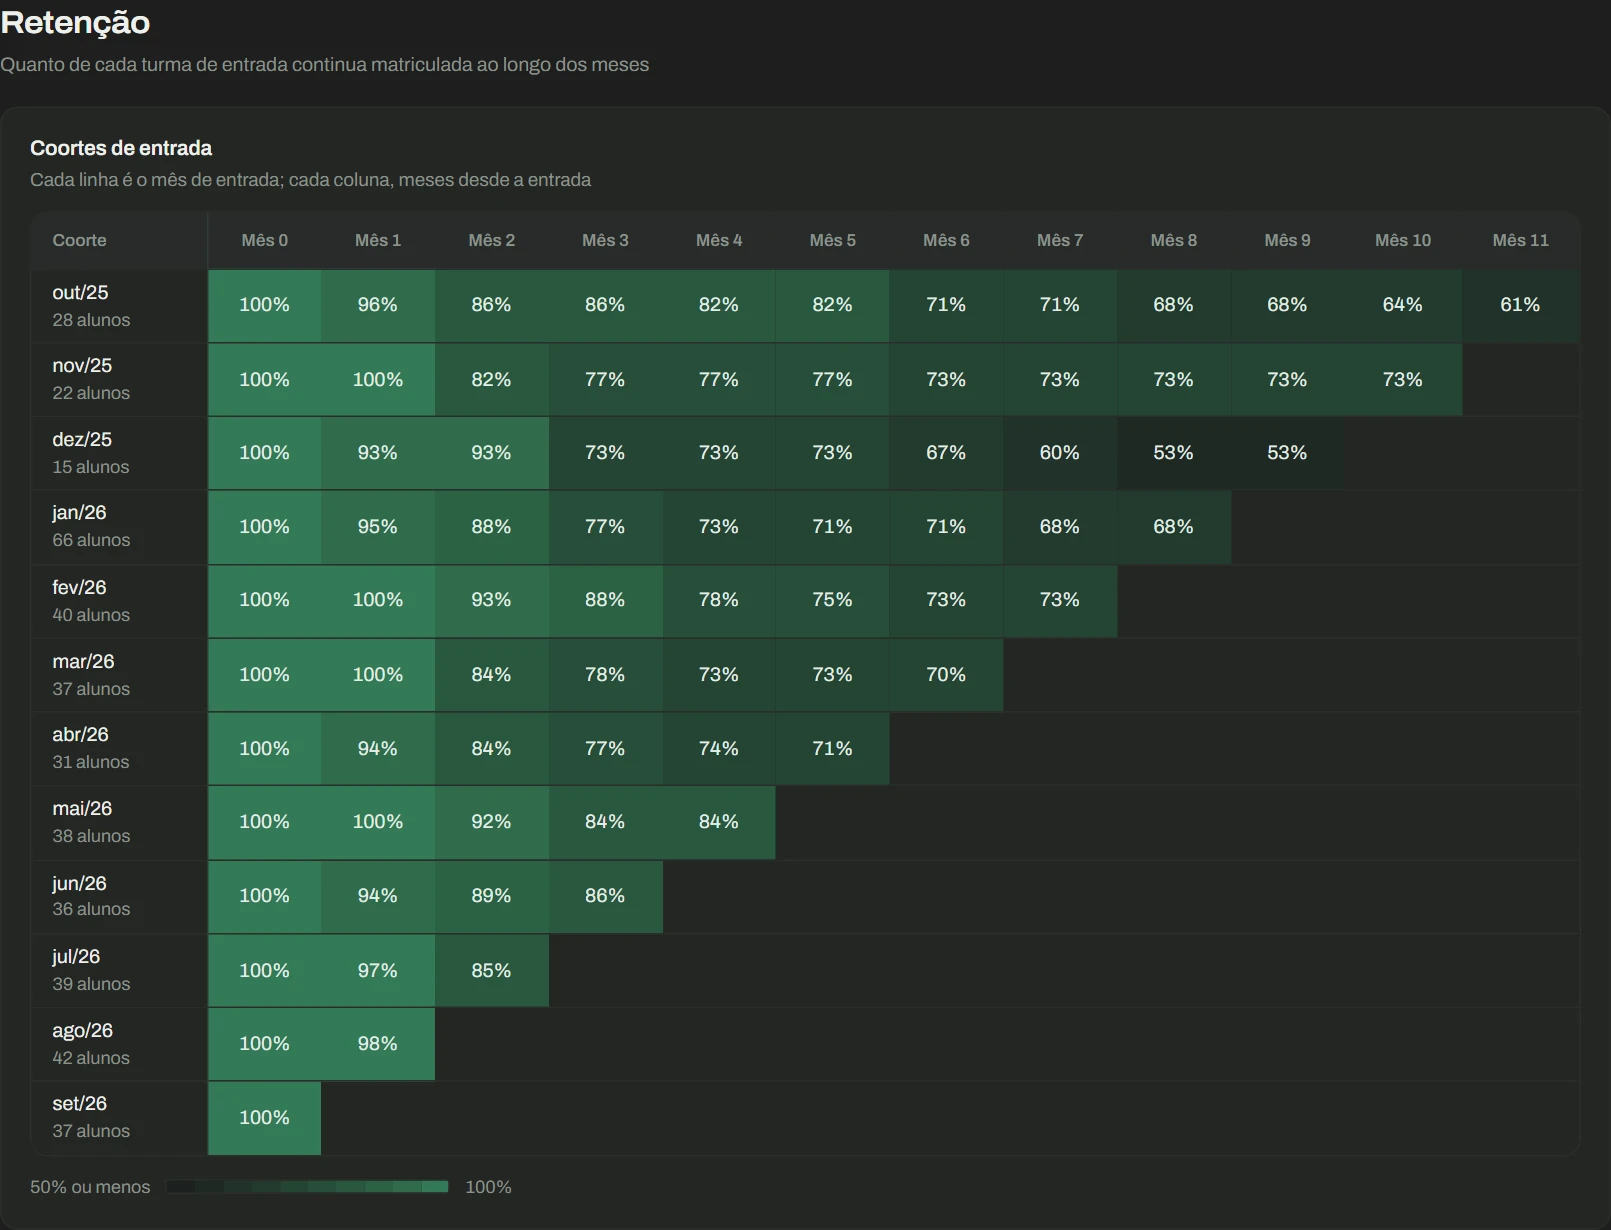 Retenção
Quanto de cada turma de entrada continua matriculada ao longo dos meses
Coortes de entrada
Cada linha é o mês de entrada; cada coluna, meses desde a entrada
Coorte Mês 0 Mês 1 Mês 2 Mês 3 Mês 4 Mês 5 Mês 6 Mês 7 Mês 8 Mês 9 Mês 10 Mês 11
out/25
28 alunos
100% 96% 86% 86% 82% 82% 71% 71% 68% 68% 64% 61%
nov/25
22 alunos
100% 100% 82% 77% 77% 77% 73% 73% 73% 73% 73%
dez/25
15 alunos
100% 93% 93% 73% 73% 73% 67% 60% 53% 53%
jan/26
66 alunos
100% 95% 88% 77% 73% 71% 71% 68% 68%
fev/26
40 alunos
100% 100% 93% 88% 78% 75% 73% 73%
mar/26
37 alunos
100% 100% 84% 78% 73% 73% 70%
abr/26
31 alunos
100% 94% 84% 77% 74% 71%
mai/26
38 alunos
100% 100% 92% 84% 84%
jun/26
36 alunos
100% 94% 89% 86%
jul/26
39 alunos
100% 97% 85%
ago/26
42 alunos
100% 98%
set/26
37 alunos
100%
50% ou menos 100%